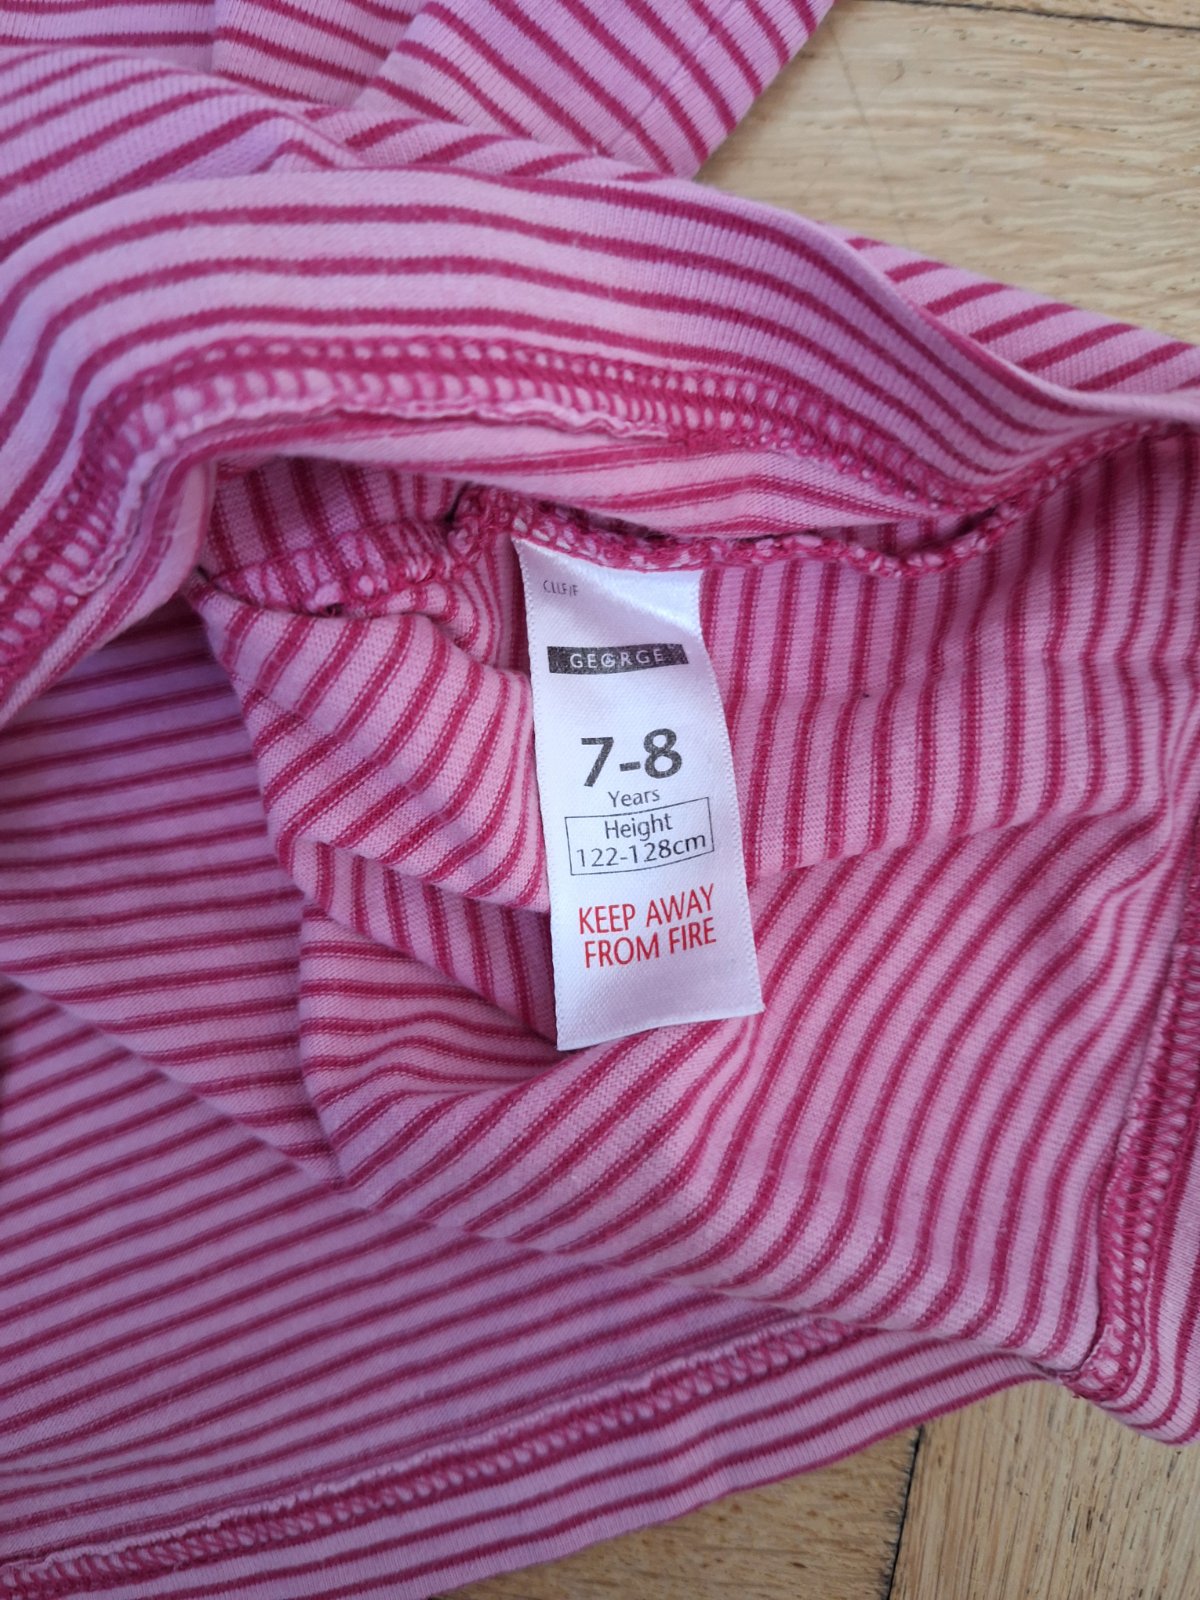 GEORGE
7-8
Years
Height
122-128cm
KEEP AWAY
FROM FIRE